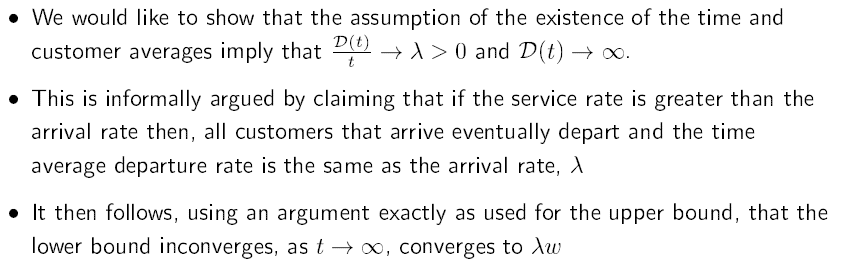 • We would like to show that the assumption of the existence of the time and
customer averages imply that $\frac{\mathcal{D}(t)}{t} \to \lambda > 0$ and $\mathcal{D}(t) \to \infty$.
• This is informally argued by claiming that if the service rate is greater than the
arrival rate then, all customers that arrive eventually depart and the time
average departure rate is the same as the arrival rate, $\lambda$
• It then follows, using an argument exactly as used for the upper bound, that the
lower bound inconverges, as $t \to \infty$, converges to $\lambda w$